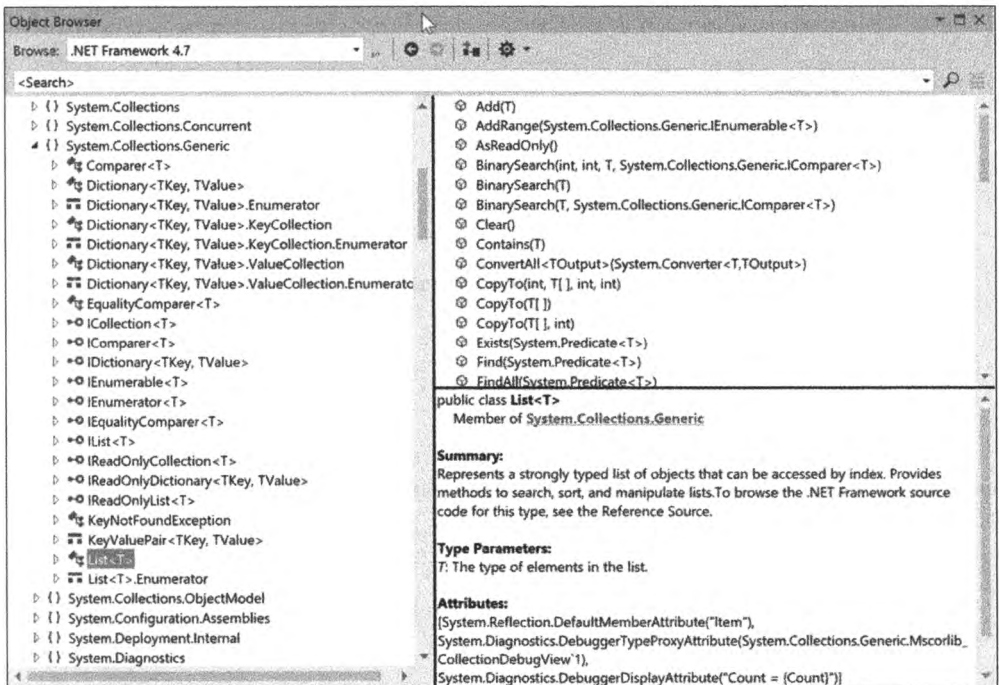 Object Browser
Browse: .NET Framework 4.7
<Search>
{ } System.Collections
{ } System.Collections.Concurrent
{ } System.Collections.Generic
Comparer<T>
Dictionary<TKey, TValue>
Dictionary<TKey, TValue>.Enumerator
Dictionary<TKey, TValue>.KeyCollection
Dictionary<TKey, TValue>.KeyCollection.Enumerator
Dictionary<TKey, TValue>.ValueCollection
Dictionary<TKey, TValue>.ValueCollection.Enumeratc
EqualityComparer<T>
ICollection<T>
IComparer<T>
IDictionary<TKey, TValue>
IEnumerable<T>
IEnumerator<T>
IEqualityComparer<T>
IList<T>
IReadOnlyCollection<T>
IReadOnlyDictionary<TKey, TValue>
IReadOnlyList<T>
KeyNotFoundException
KeyValuePair<TKey, TValue>
List<T>
List<T>.Enumerator
{ } System.Collections.ObjectModel
{ } System.Configuration.Assemblies
{ } System.Deployment.Internal
{ } System.Diagnostics
Add(T)
AddRange(System.Collections.Generic.IEnumerable<T>)
AsReadOnly()
BinarySearch(int, int, T, System.Collections.Generic.IComparer<T>)
BinarySearch(T)
BinarySearch(T, System.Collections.Generic.IComparer<T>)
Clear()
Contains(T)
ConvertAll<TOutput>(System.Converter<T,TOutput>)
CopyTo(int, T[ ], int, int)
CopyTo(T[ ])
CopyTo(T[ ], int)
Exists(System.Predicate<T>)
Find(System.Predicate<T>)
FindAll(System.Predicate<T>)
public class List<T>
Member of System.Collections.Generic
Summary:
Represents a strongly typed list of objects that can be accessed by index. Provides
methods to search, sort, and manipulate lists.To browse the .NET Framework source
code for this type, see the Reference Source.
Type Parameters:
T: The type of elements in the list.
Attributes:
[System.Reflection.DefaultMemberAttribute("Item"),
System.Diagnostics.DebuggerTypeProxyAttribute(System.Collections.Generic.Mscorlib_
CollectionDebugView`1),
System.Diagnostics.DebuggerDisplayAttribute("Count = {Count}")]